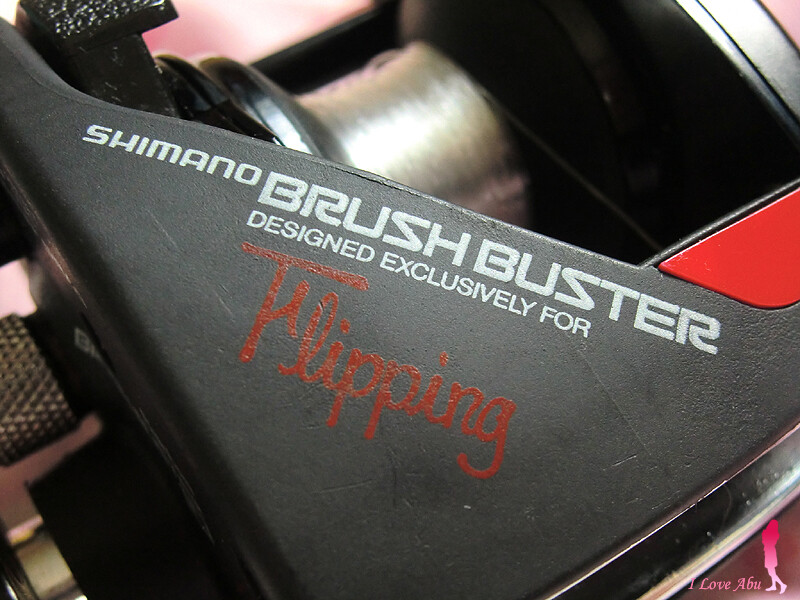 SHIMANO BRUSH BUSTER
DESIGNED EXCLUSIVELY FOR
Flipping
I Love Abu